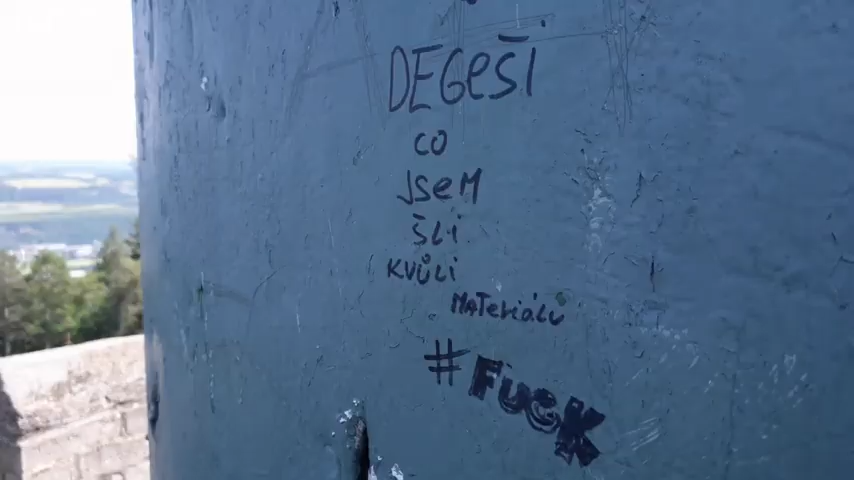 DEGEŠI
CO
JSEM
ŠLI
KVŮLI
MATERIÁLU
#FUCK